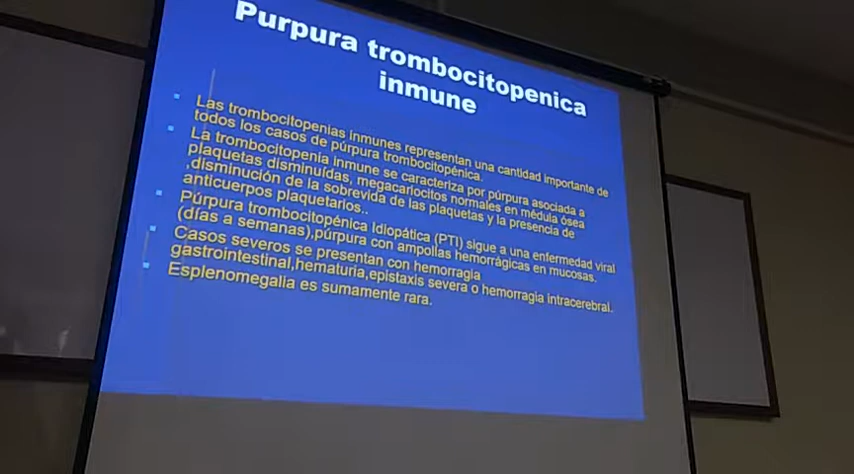 Purpura trombocitopenica
inmune
Las trombocitopenias inmunes representan una cantidad importante de
todos los casos de púrpura trombocitopénica.
La trombocitopenia inmune se caracteriza por púrpura asociada a
plaquetas disminuídas, megacariocitos normales en médula ósea
,disminución de la sobrevida de las plaquetas y la presencia de
anticuerpos plaquetarios..
Púrpura trombocitopénica Idiopática (PTI) sigue a una enfermedad viral
(días a semanas),púrpura con ampollas hemorrágicas en mucosas.
Casos severos se presentan con hemorragia
gastrointestinal,hematuria,epistaxis severa o hemorragia intracerebral.
Esplenomegalia es sumamente rara.